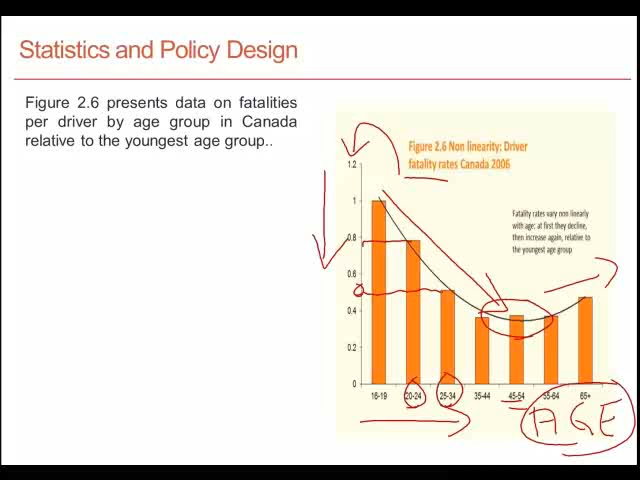 Statistics and Policy Design
Figure 2.6 presents data on fatalities
per driver by age group in Canada
relative to the youngest age group..
Figure 2.6 Non linearity: Driver
fatality rates Canada 2006
Fatality rates vary non linearly
with age: at first they decline,
then increase again, relative to
the youngest age group
1.2
1
0.8
0.6
0.4
0.2
0
16-19 20-24 25-34 35-44 45-54 55-64 65+
AGE